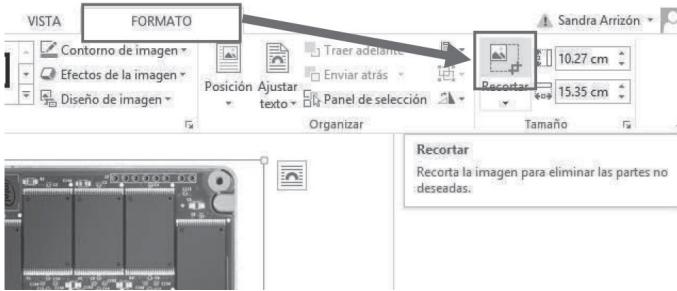 VISTA FORMATO Sandra Arrizón
Contorno de imagen
Efectos de la imagen
Diseño de imagen
Posición
Ajustar
texto
Traer adelante
Enviar atrás
Panel de selección
Organizar
Recortar
10.27 cm
15.35 cm
Tamaño
Recortar
Recorta la imagen para eliminar las partes no
deseadas.